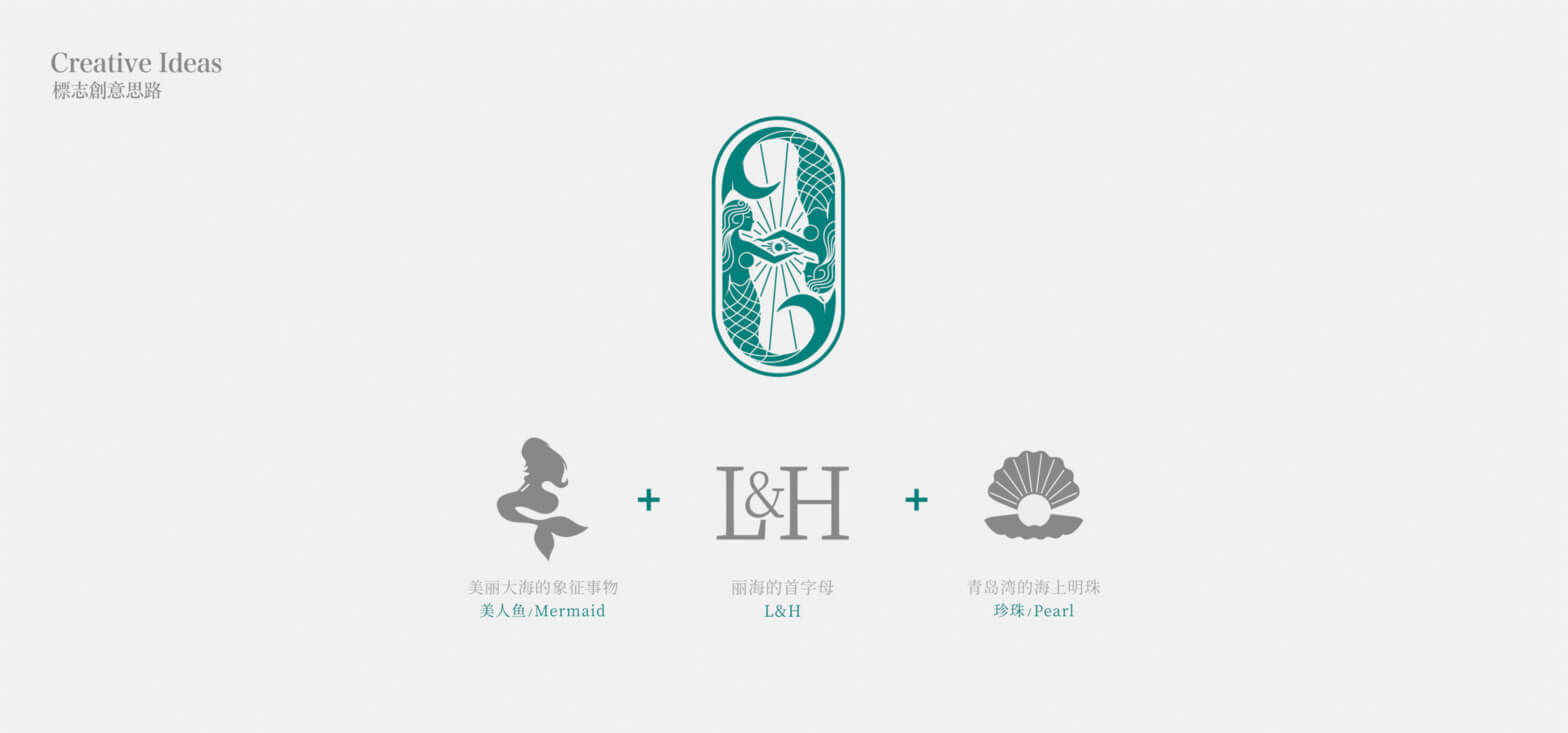 Creative Ideas
標志創意思路
L&H
美丽大海的象征事物
美人鱼/Mermaid
丽海的首字母
L&H
青岛湾的海上明珠
珍珠/Pearl